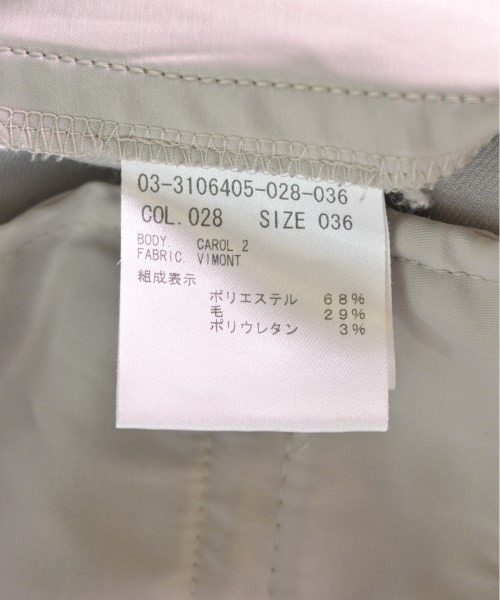 03-3106405-028-036
COL.028 SIZE 036
BODY. CAROL 2
FABRIC. VIMONT
組成表示
ポリエステル 68%
毛 29%
ポリウレタン 3%